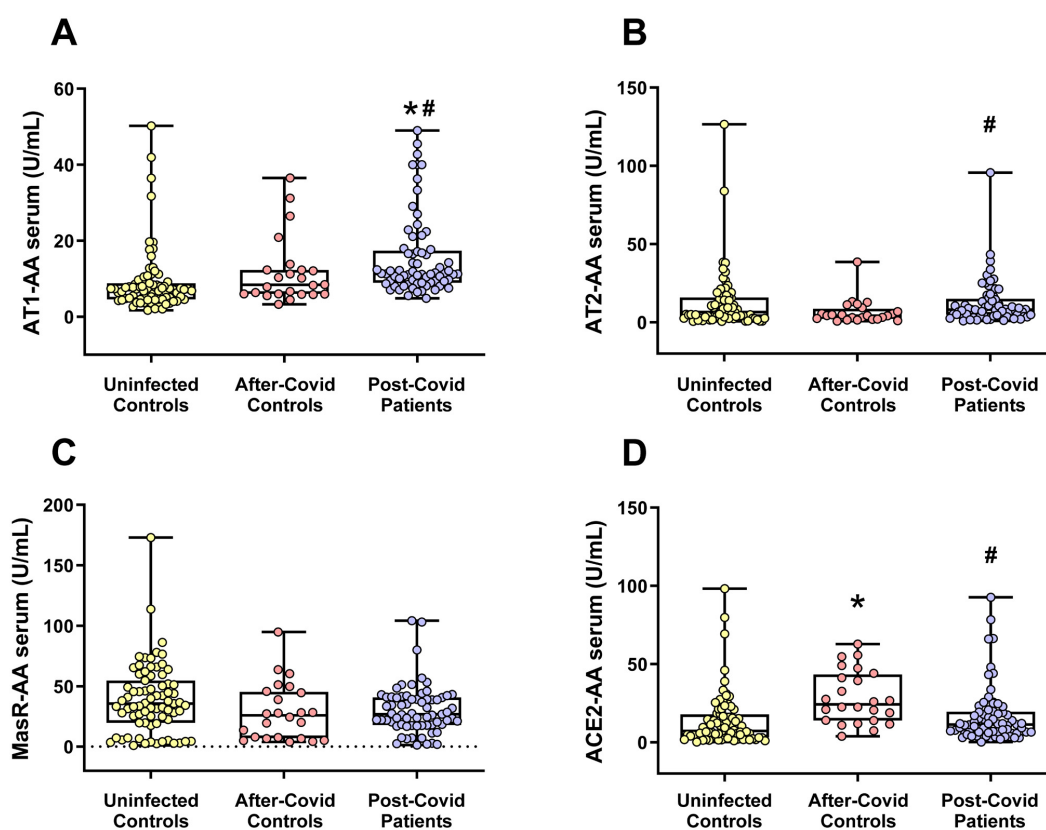 A
AT1-AA serum (U/mL)
60
40
20
0
* #
Uninfected
Controls
After-Covid
Controls
Post-Covid
Patients
B
AT2-AA serum (U/mL)
150
100
50
0
#
Uninfected
Controls
After-Covid
Controls
Post-Covid
Patients
C
MasR-AA serum (U/mL)
200
150
100
50
0
Uninfected
Controls
After-Covid
Controls
Post-Covid
Patients
D
ACE2-AA serum (U/mL)
150
100
50
0
*
#
Uninfected
Controls
After-Covid
Controls
Post-Covid
Patients